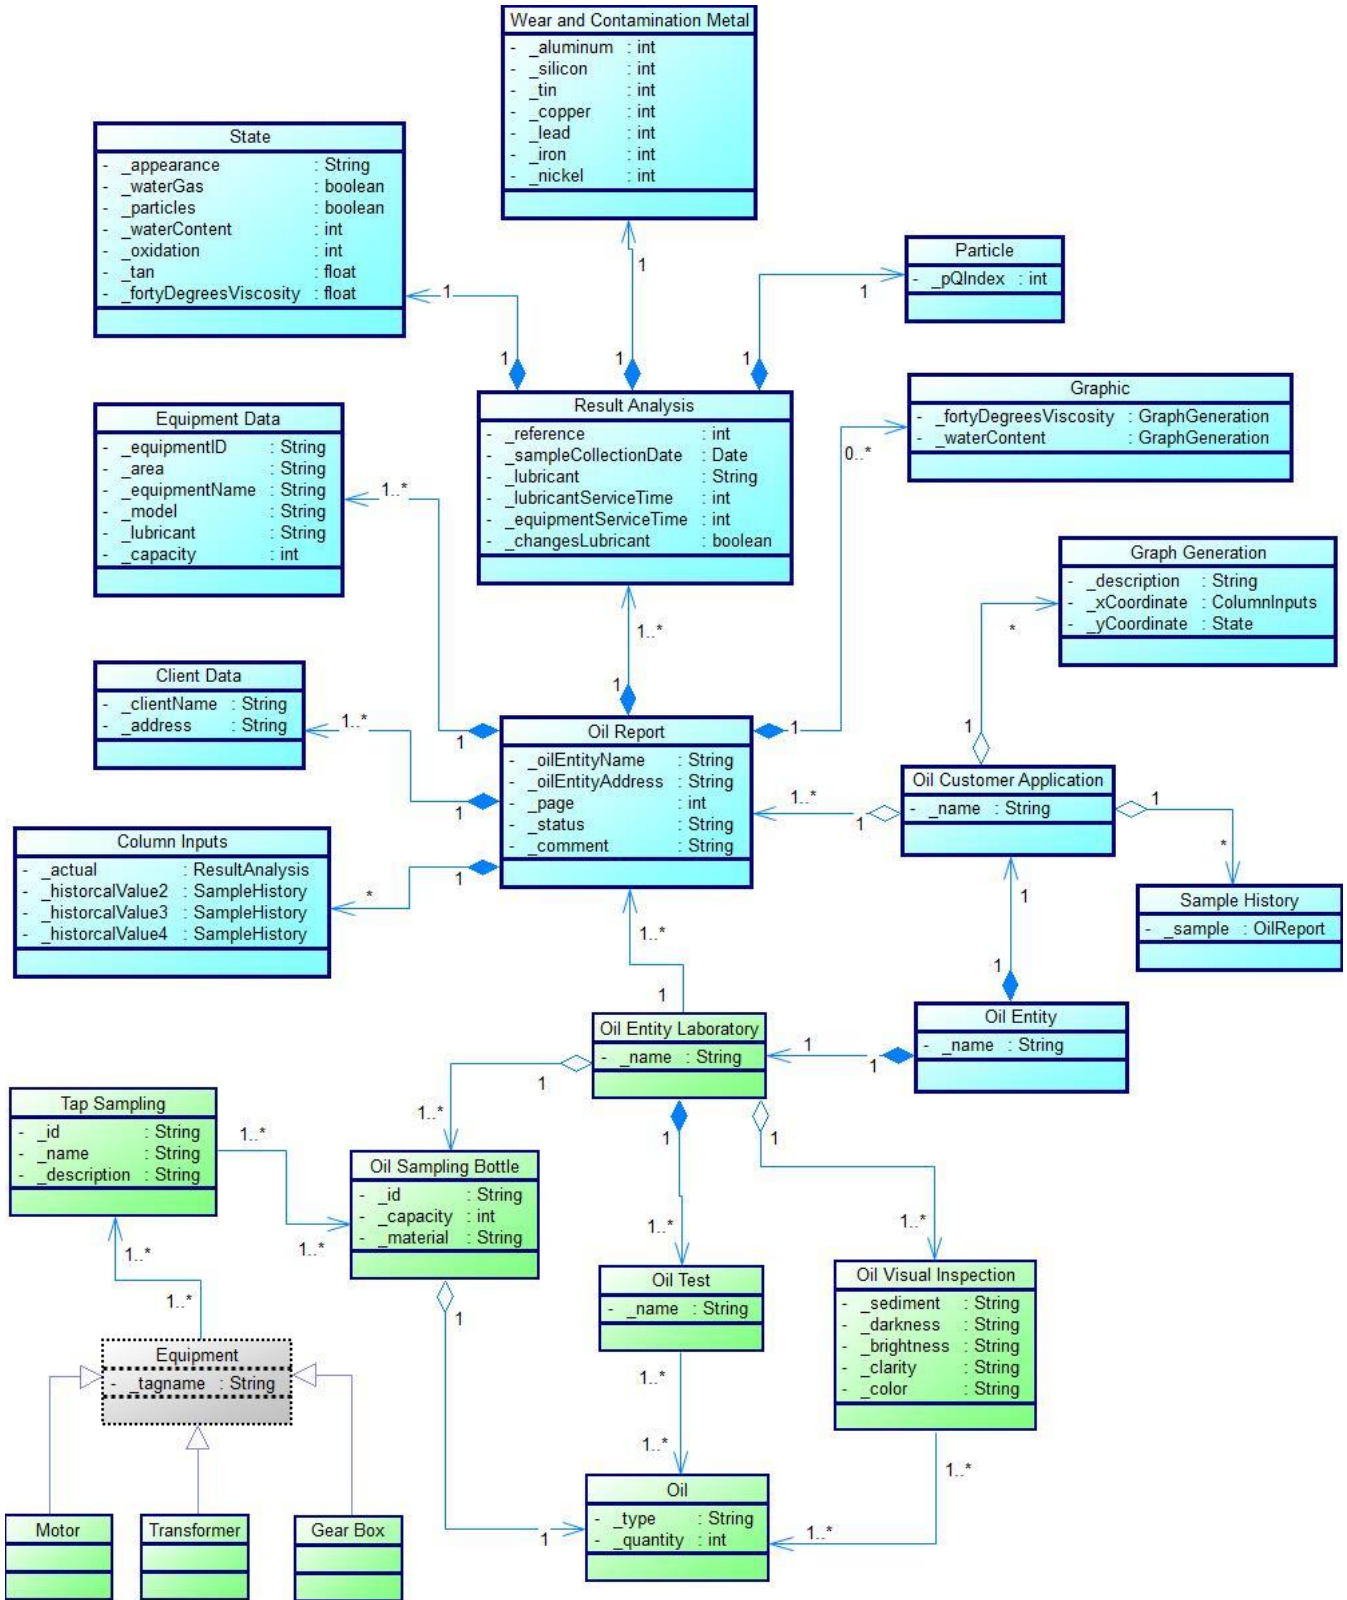 Wear and Contamination Metal
- _aluminum : int
- _silicon : int
- _tin : int
- _copper : int
- _lead : int
- _iron : int
- _nickel : int
State
- _appearance : String
- _waterGas : boolean
- _particles : boolean
- _waterContent : int
- _oxidation : int
- _tan : float
- _fortyDegreesViscosity : float
1
1
Particle
- _pQIndex : int
1
1
1
1
Result Analysis
- _reference : int
- _sampleCollectionDate : Date
- _lubricant : String
- _lubricantServiceTime : int
- _equipmentServiceTime : int
- _changesLubricant : boolean
Graphic
- _fortyDegreesViscosity : GraphGeneration
- _waterContent : GraphGeneration
0..*
Equipment Data
- _equipmentID : String
- _area : String
- _equipmentName : String
- _model : String
- _lubricant : String
- _capacity : int
1..*
Graph Generation
- _description : String
- _xCoordinate : ColumnInputs
- _yCoordinate : State
*
1..*
1
Client Data
- _clientName : String
- _address : String
1..*
1
1
Oil Report
- _oilEntityName : String
- _oilEntityAddress : String
- _page : int
- _status : String
- _comment : String
1
1
1
Oil Customer Application
- _name : String
1..*
1
1
*
Column Inputs
- _actual : ResultAnalysis
- _historcalValue2 : SampleHistory
- _historcalValue3 : SampleHistory
- _historcalValue4 : SampleHistory
*
Sample History
- _sample : OilReport
1
1
1..*
1
Oil Entity
- _name : String
1
1
Oil Entity Laboratory
- _name : String
1
1
1
Tap Sampling
- _id : String
- _name : String
- _description : String
1..*
1..*
1..*
Oil Sampling Bottle
- _id : String
- _capacity : int
- _material : String
1..*
1..*
1..*
1..*
Oil Test
- _name : String
Oil Visual Inspection
- _sediment : String
- _darkness : String
- _brightness : String
- _clarity : String
- _color : String
1
Equipment
- _tagname : String
1..*
1..*
1..*
Oil
- _type : String
- _quantity : int
1
1..*
Motor
Transformer
Gear Box